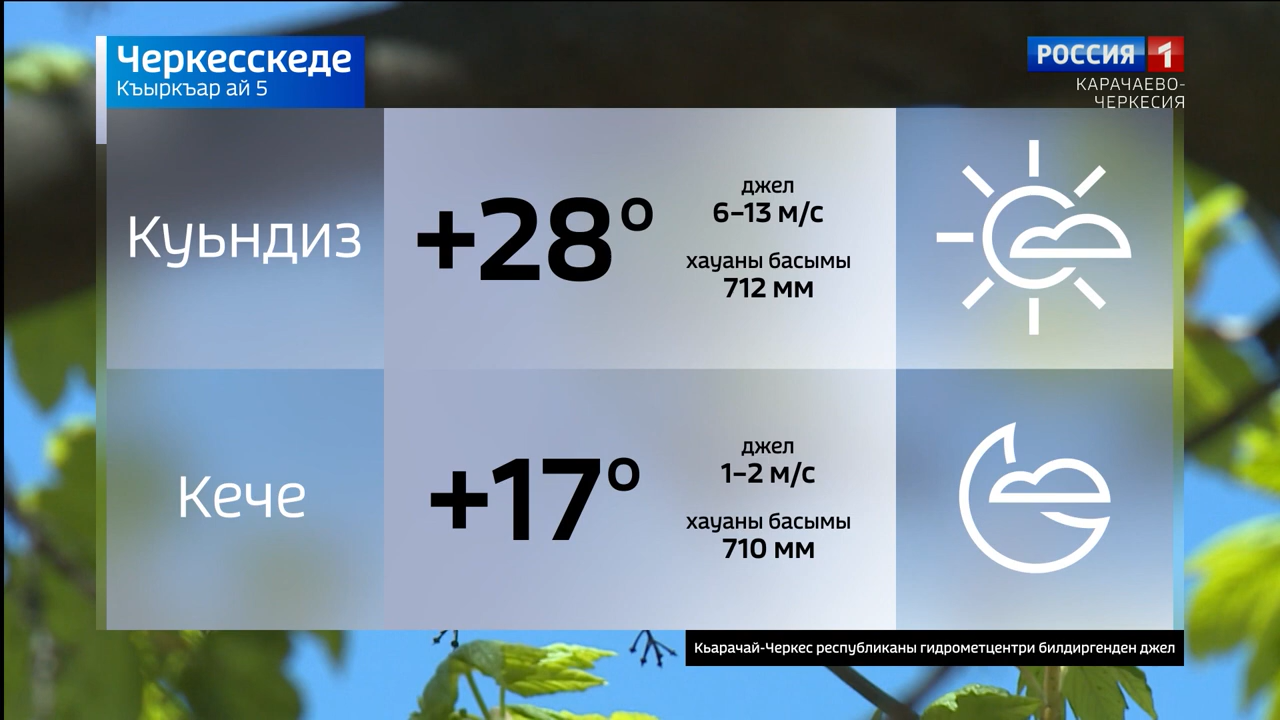 Черкесскеде
Къыркъар ай 5
РОССИЯ 1
КАРАЧАЕВО-
ЧЕРКЕСИЯ
Куьндиз
+28°
джел
6–13 м/с
хауаны басымы
712 мм
Кече
+17°
джел
1–2 м/с
хауаны басымы
710 мм
Кьарачай-Черкес республиканы гидрометцентри билдиргенден джел